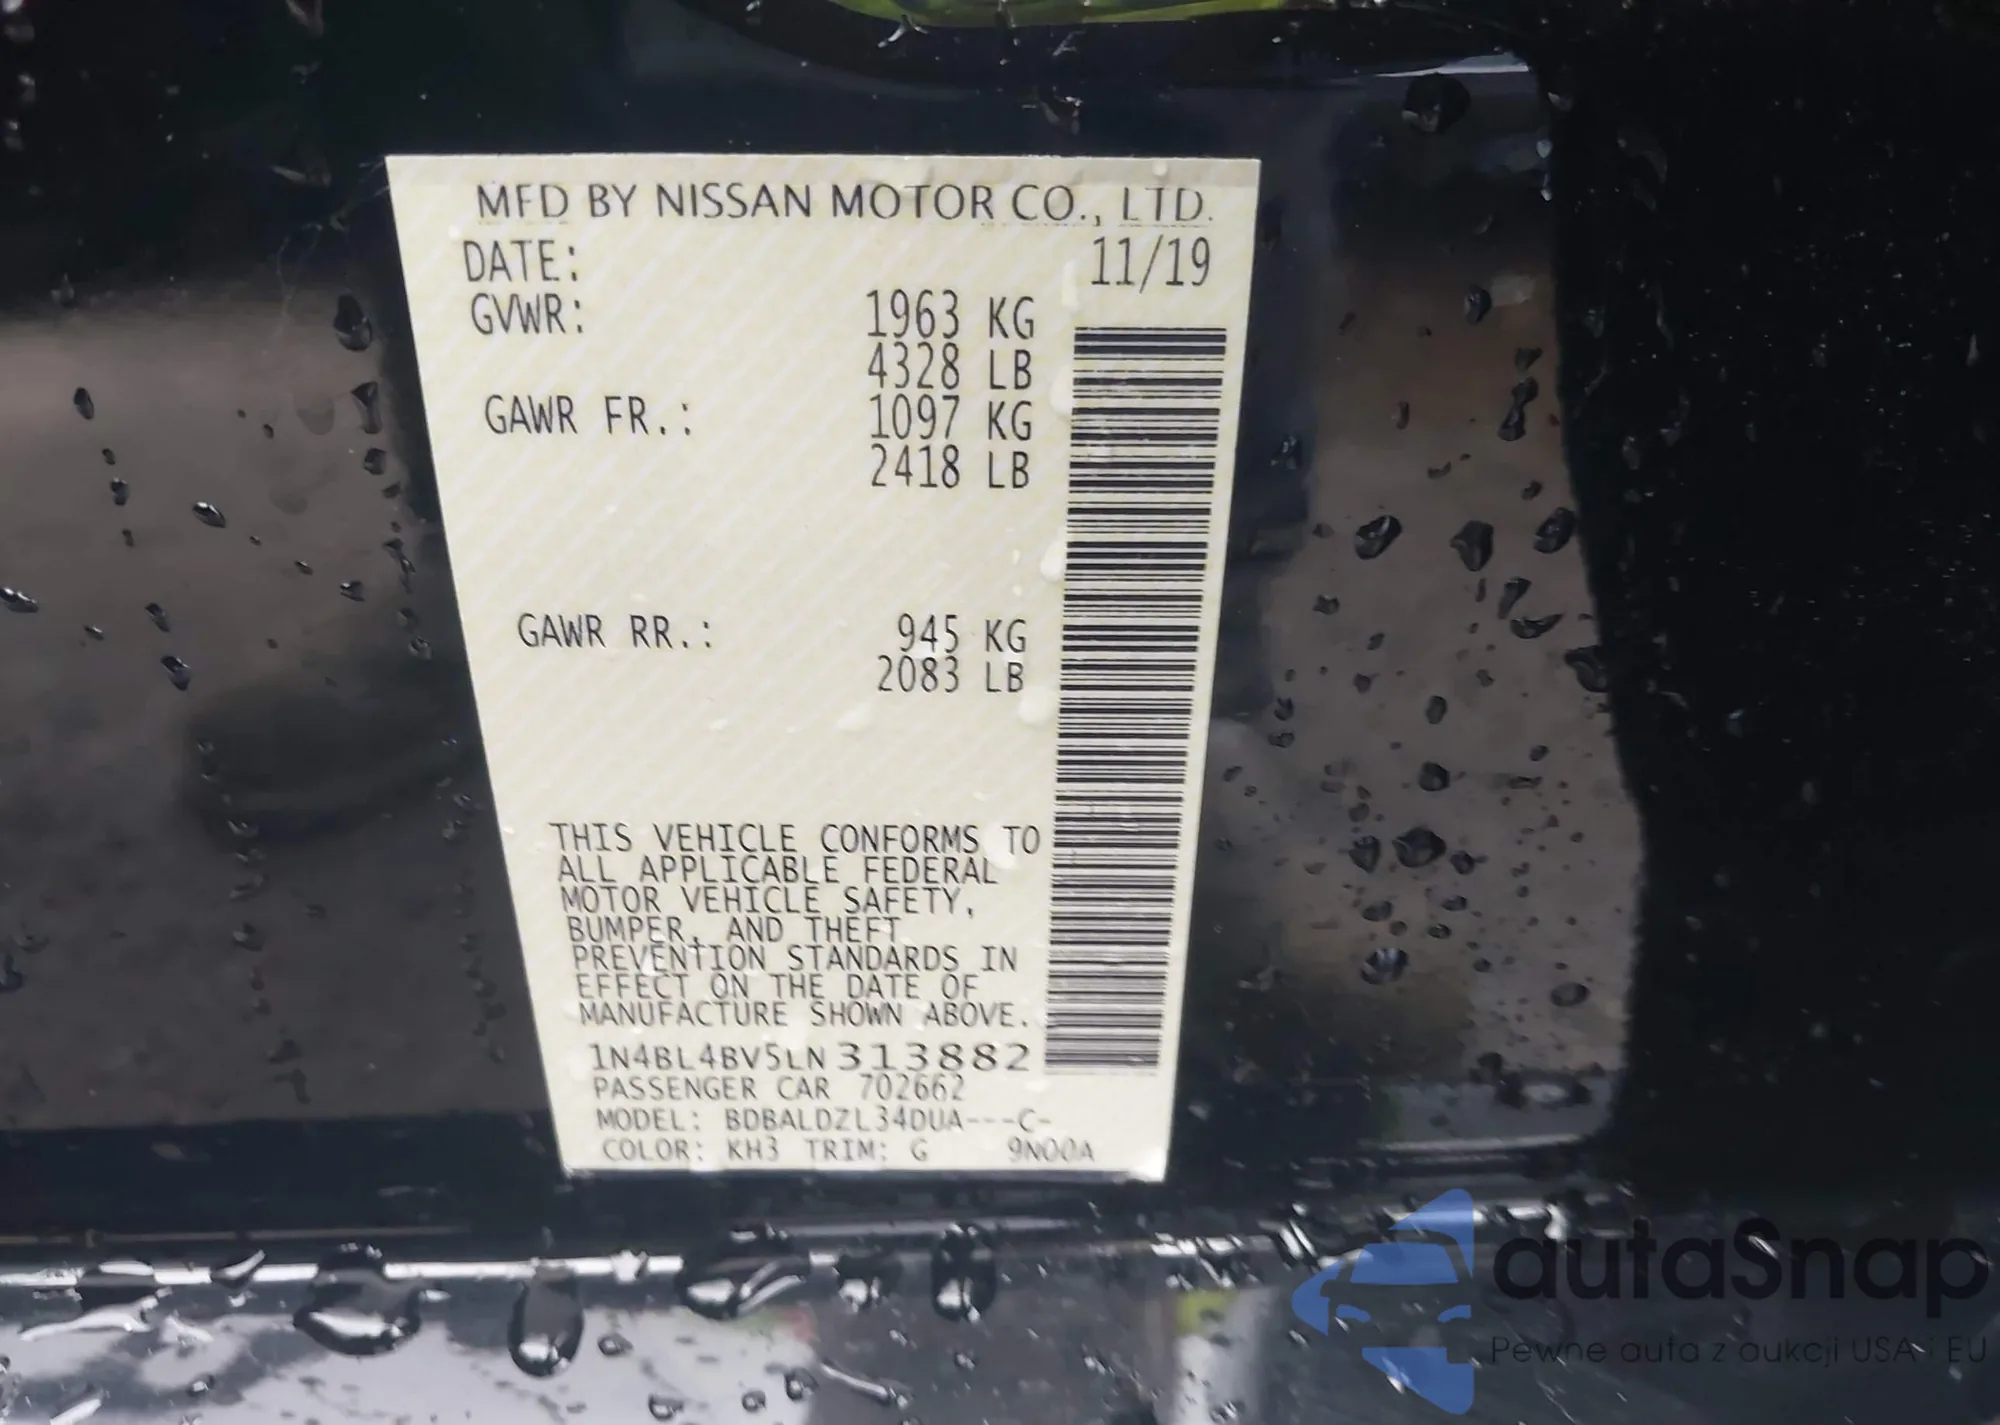 MFD BY NISSAN MOTOR CO., LTD.
DATE: 11/19
GVWR: 1963 KG
4328 LB
GAWR FR.: 1097 KG
2418 LB
GAWR RR.: 945 KG
2083 LB
THIS VEHICLE CONFORMS TO
ALL APPLICABLE FEDERAL
MOTOR VEHICLE SAFETY,
BUMPER, AND THEFT
PREVENTION STANDARDS IN
EFFECT ON THE DATE OF
MANUFACTURE SHOWN ABOVE.
1N4BL4BV5LN313882
PASSENGER CAR 702662
MODEL: BDBALDZL34DUA---C-
COLOR: KH3 TRIM: G 9N00A
autaSnap
Pewne auta z aukcji USA i EU